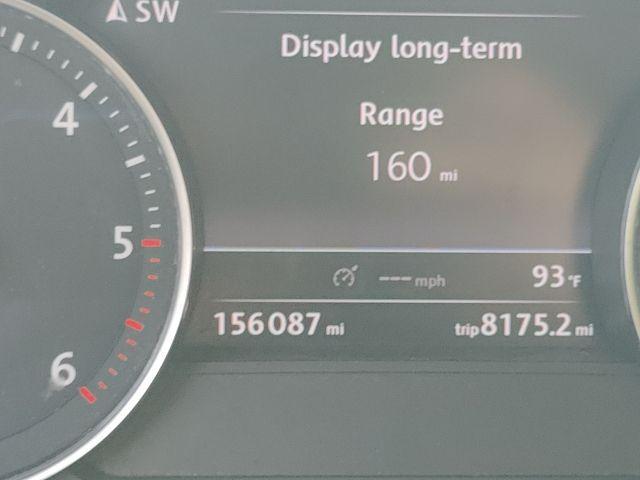 SW
Display long-term
Range
160 mi
4
5
6
--- mph
93°F
156087 mi
trip 8175.2 mi